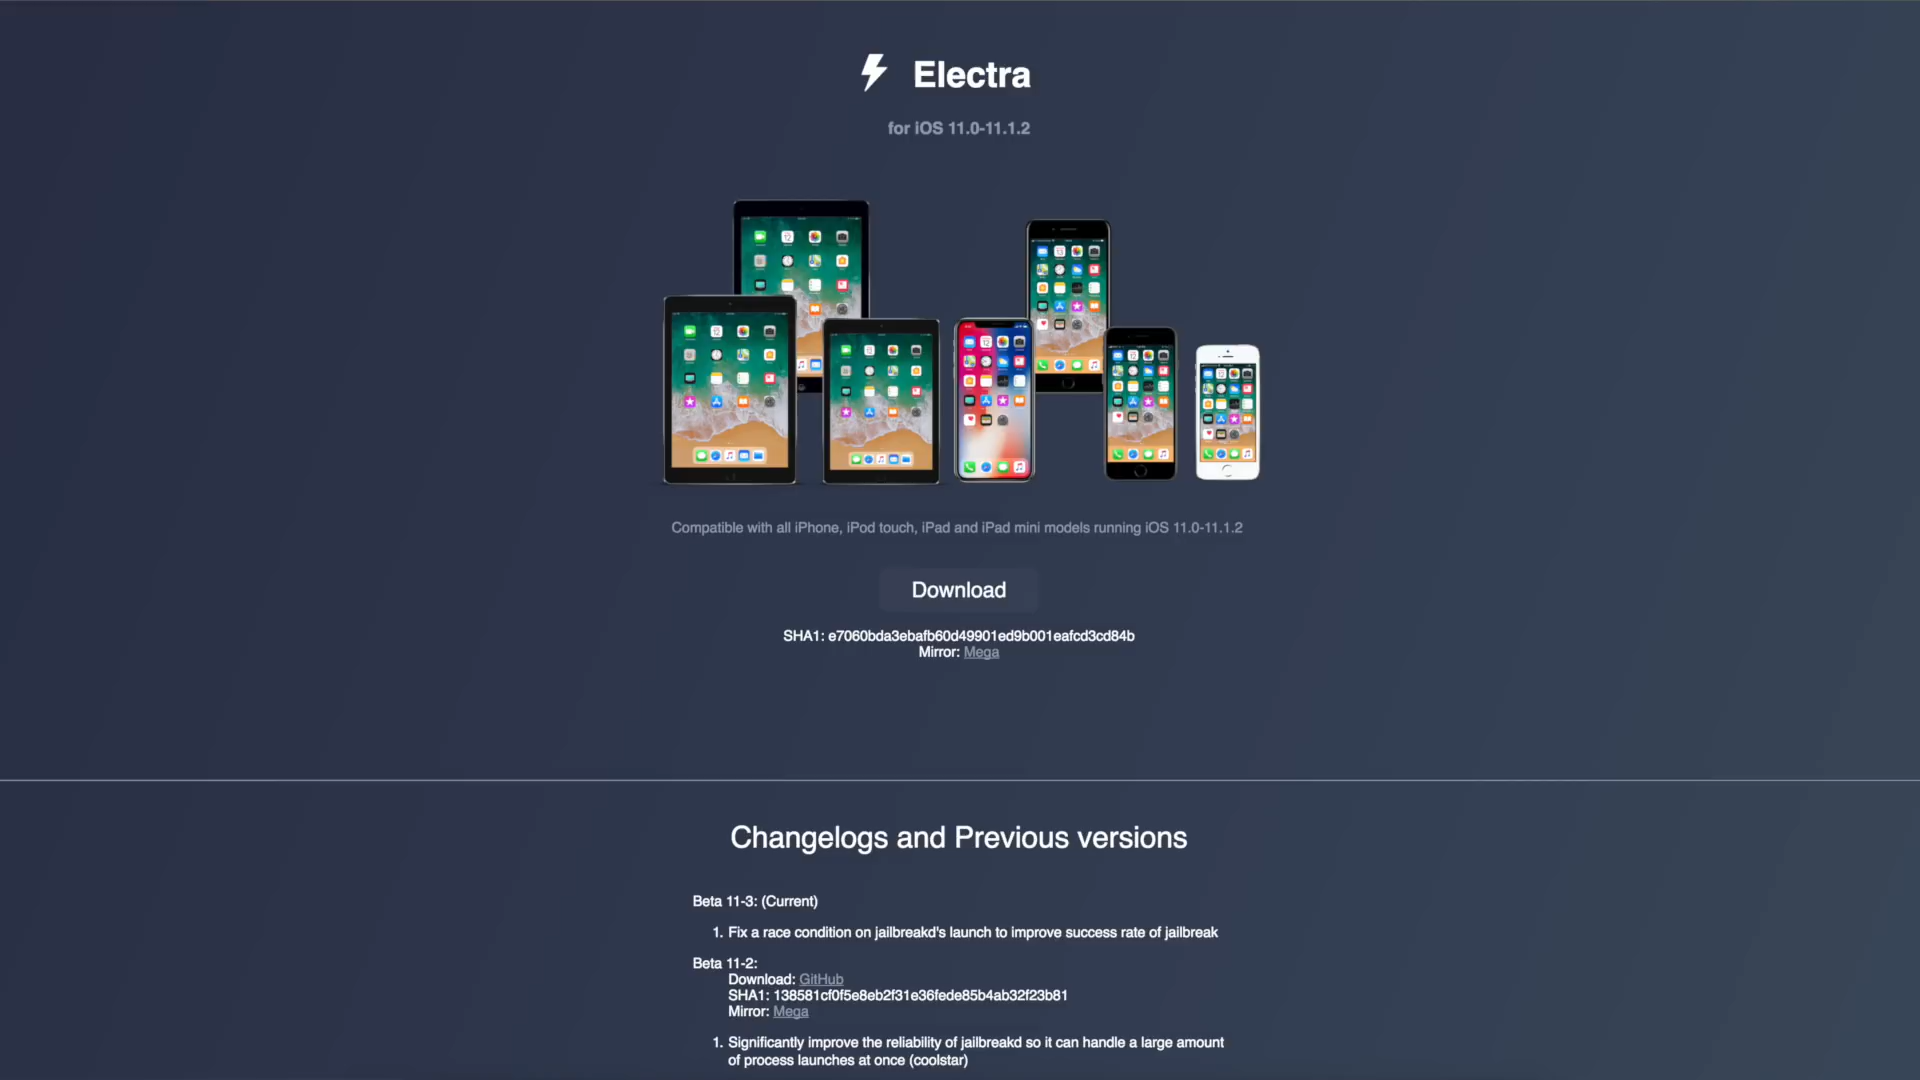 Electra
for iOS 11.0-11.1.2
Compatible with all iPhone, iPod touch, iPad and iPad mini models running iOS 11.0-11.1.2
Download
SHA1: e7060bda3ebafb60d49901ed9b001eafcd3cd84b
Mirror: Mega
Changelogs and Previous versions
Beta 11-3: (Current)
1. Fix a race condition on jailbreakd's launch to improve success rate of jailbreak
Beta 11-2:
Download: GitHub
SHA1: 138581cf0f5e8eb2f31e36fede85b4ab32f23b81
Mirror: Mega
1. Significantly improve the reliability of jailbreakd so it can handle a large amount
of process launches at once (coolstar)